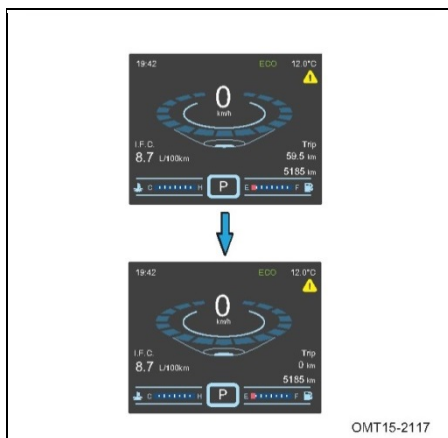 19:42 ECO 12.0°C
0
km/h
I.F.C. Trip
8.7 L/100km 59.5 km
5185 km
C H P E F
19:42 ECO 12.0°C
0
km/h
I.F.C. Trip
8.7 L/100km 0 km
5185 km
C H P E F
OMT15-2117